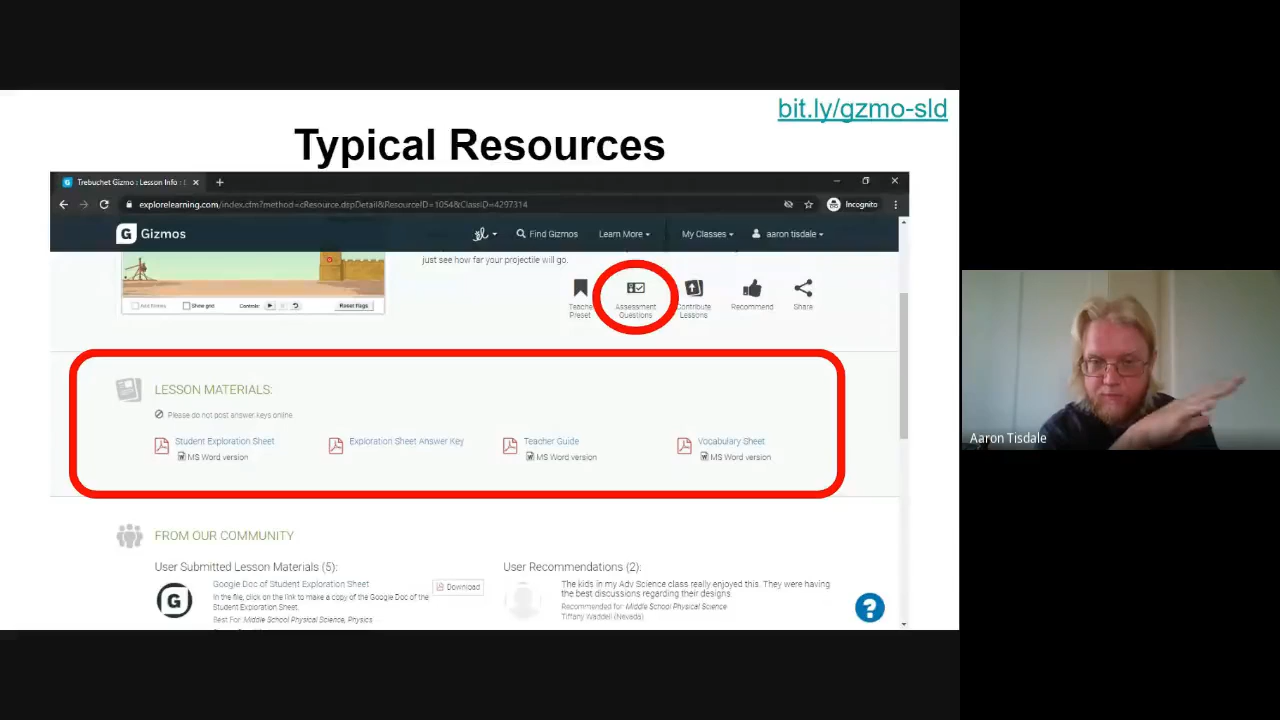 bit.ly/gzmo-sld
Typical Resources
Trebuchet Gizmo : Lesson Info :
explorelearning.com/index.cfm?method=cResource.dspDetail&ResourceID=1054&ClassID=4297314
Incognito
G Gizmos
Find Gizmos
Learn More
My Classes
aaron tisdale
just see how far your projectile will go.
Show grid
Controls:
Reset flags
Preset
Assessment
Questions
Lessons
Recommend
Share
LESSON MATERIALS:
Please do not post answer keys online
Student Exploration Sheet
MS Word version
Exploration Sheet Answer Key
Teacher Guide
MS Word version
Vocabulary Sheet
MS Word version
Aaron Tisdale
FROM OUR COMMUNITY
User Submitted Lesson Materials (5):
Google Doc of Student Exploration Sheet
Download
In the file, click on the link to make a copy of the Google Doc of the
Student Exploration Sheet.
Best For: Middle School Physical Science, Physics
User Recommendations (2):
The kids in my Adv Science class really enjoyed this. They were having
the best discussions regarding their designs.
Recommended for: Middle School Physical Science
Tiffany Waddell (Nevada)
?